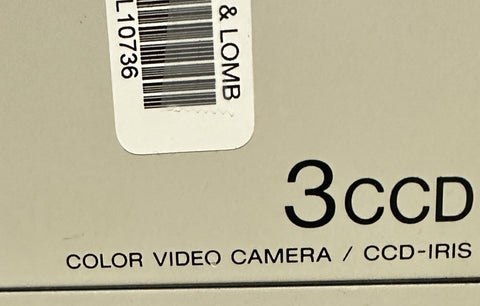 & LOMB
L10736
3CCD
COLOR VIDEO CAMERA / CCD-IRIS